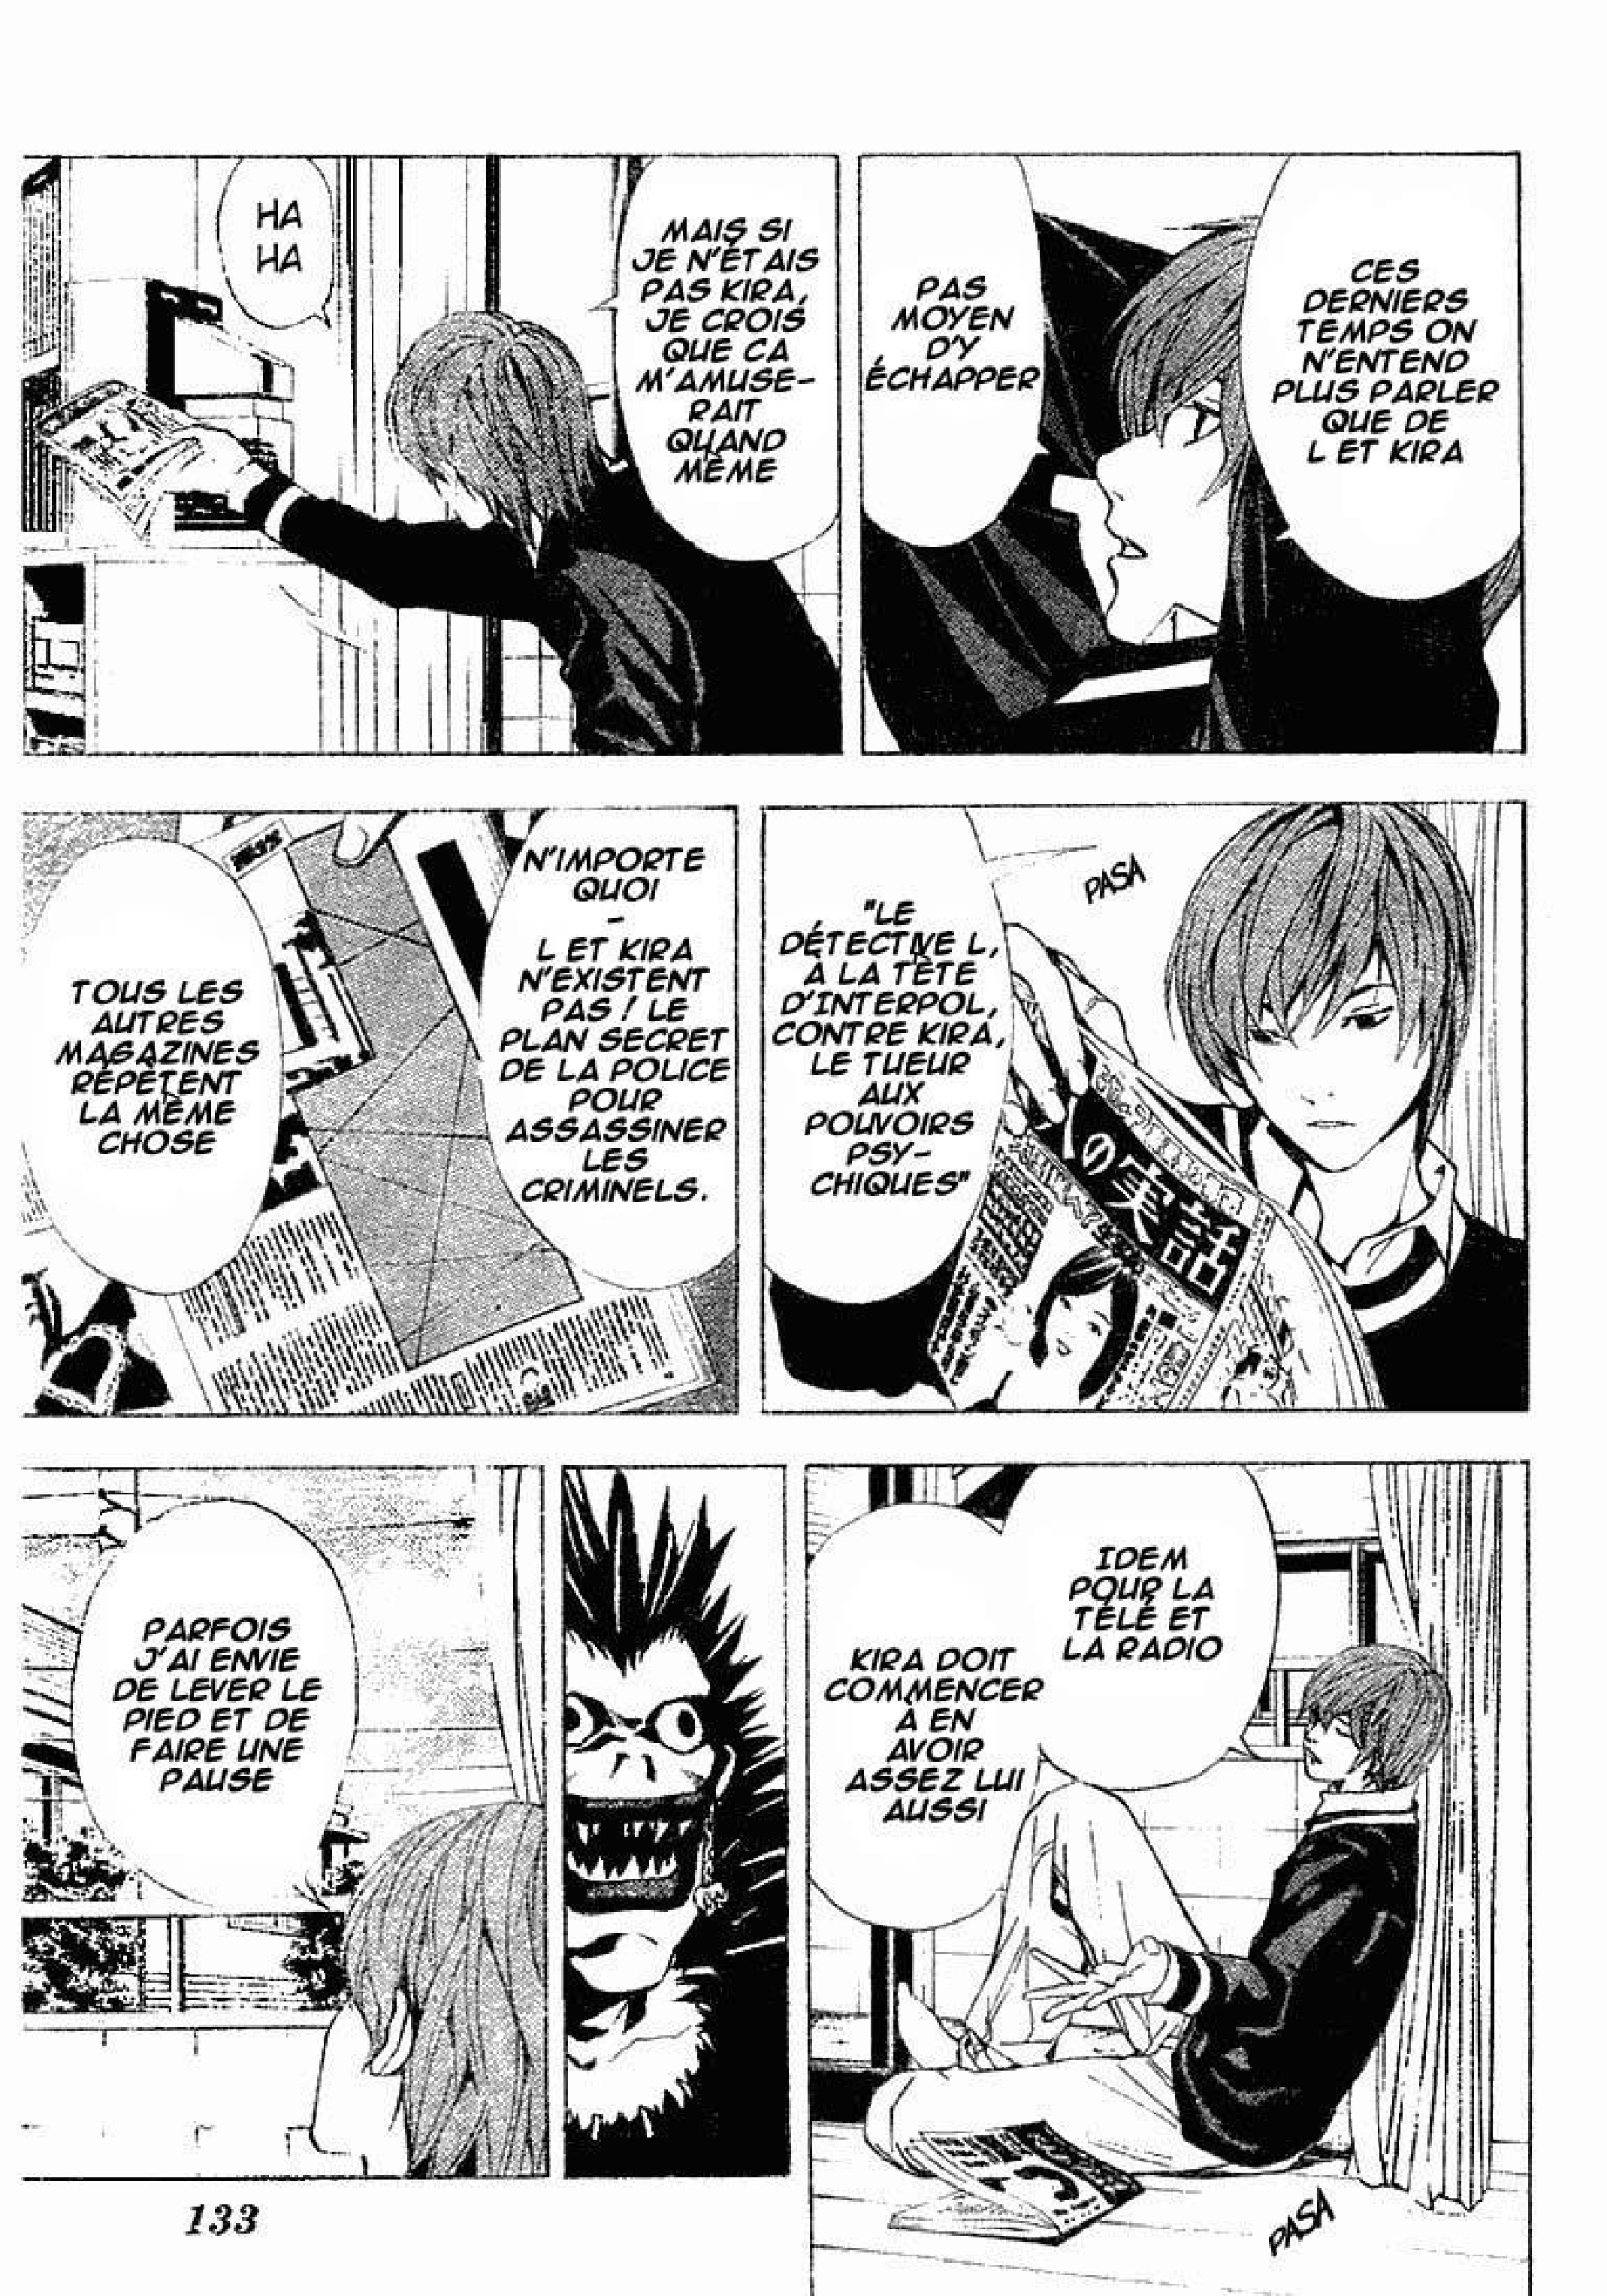 CES
DERNIERS
TEMPS ON
N'ENTEND
PLUS PARLER
QUE DE
L ET KIRA
PAS
MOYEN
D'Y
ÉCHAPPER
MAIS SI
JE N'ÉTAIS
PAS KIRA,
JE CROIS
QUE CA
M'AMUSE-
RAIT
QUAND
MÊME
HA
HA
PASA
"LE
DÉTECTIVE L,
À LA TÊTE
D'INTERPOL,
CONTRE KIRA,
LE TUEUR
AUX
POUVOIRS
PSY-
CHIQUES"
の実話
N'IMPORTE
QUOI
-
L ET KIRA
N'EXISTENT
PAS ! LE
PLAN SECRET
DE LA POLICE
POUR
ASSASSINER
LES
CRIMINELS.
TOUS LES
AUTRES
MAGAZINES
RÉPÈTENT
LA MÊME
CHOSE
IDEM
POUR LA
TÉLÉ ET
LA RADIO
KIRA DOIT
COMMENCER
À EN
AVOIR
ASSEZ LUI
AUSSI
PASA
PARFOIS
J'AI ENVIE
DE LEVER LE
PIED ET DE
FAIRE UNE
PAUSE
133